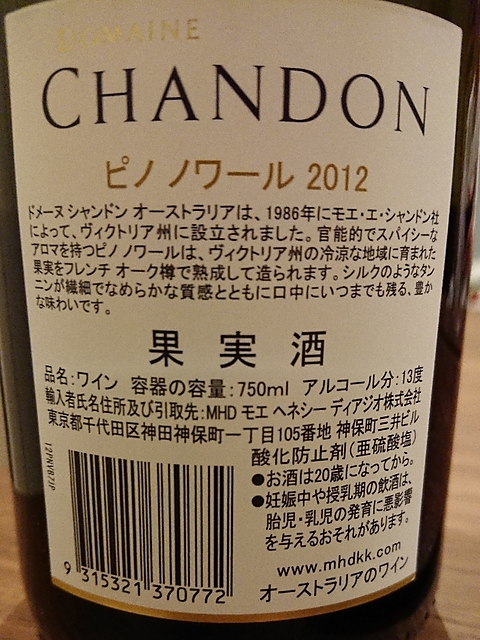 DOMAINE
CHANDON
ピノ ノワール 2012
ドメーヌ シャンドン オーストラリアは、1986年にモエ・エ・シャンドン社
によって、ヴィクトリア州に設立されました。官能的でスパイシーな
アロマを持つピノ ノワールは、ヴィクトリア州の冷涼な地域に育まれた
果実をフレンチ オーク樽で熟成して造られます。シルクのようなタン
ニンが繊細でなめらかな質感とともに口中にいつまでも残る、豊か
な味わいです。
果実酒
品名:ワイン 容器の容量:750ml アルコール分:13度
輸入者氏名住所及び引取先:MHD モエ ヘネシー ディアジオ株式会社
東京都千代田区神田神保町一丁目105番地 神保町三井ビル
酸化防止剤(亜硫酸塩)
●お酒は20歳になってから。
●妊娠中や授乳期の飲酒は、
胎児・乳児の発育に悪影響
を与えるおそれがあります。
www.mhdkk.com
オーストラリアのワイン
9 315321 370772